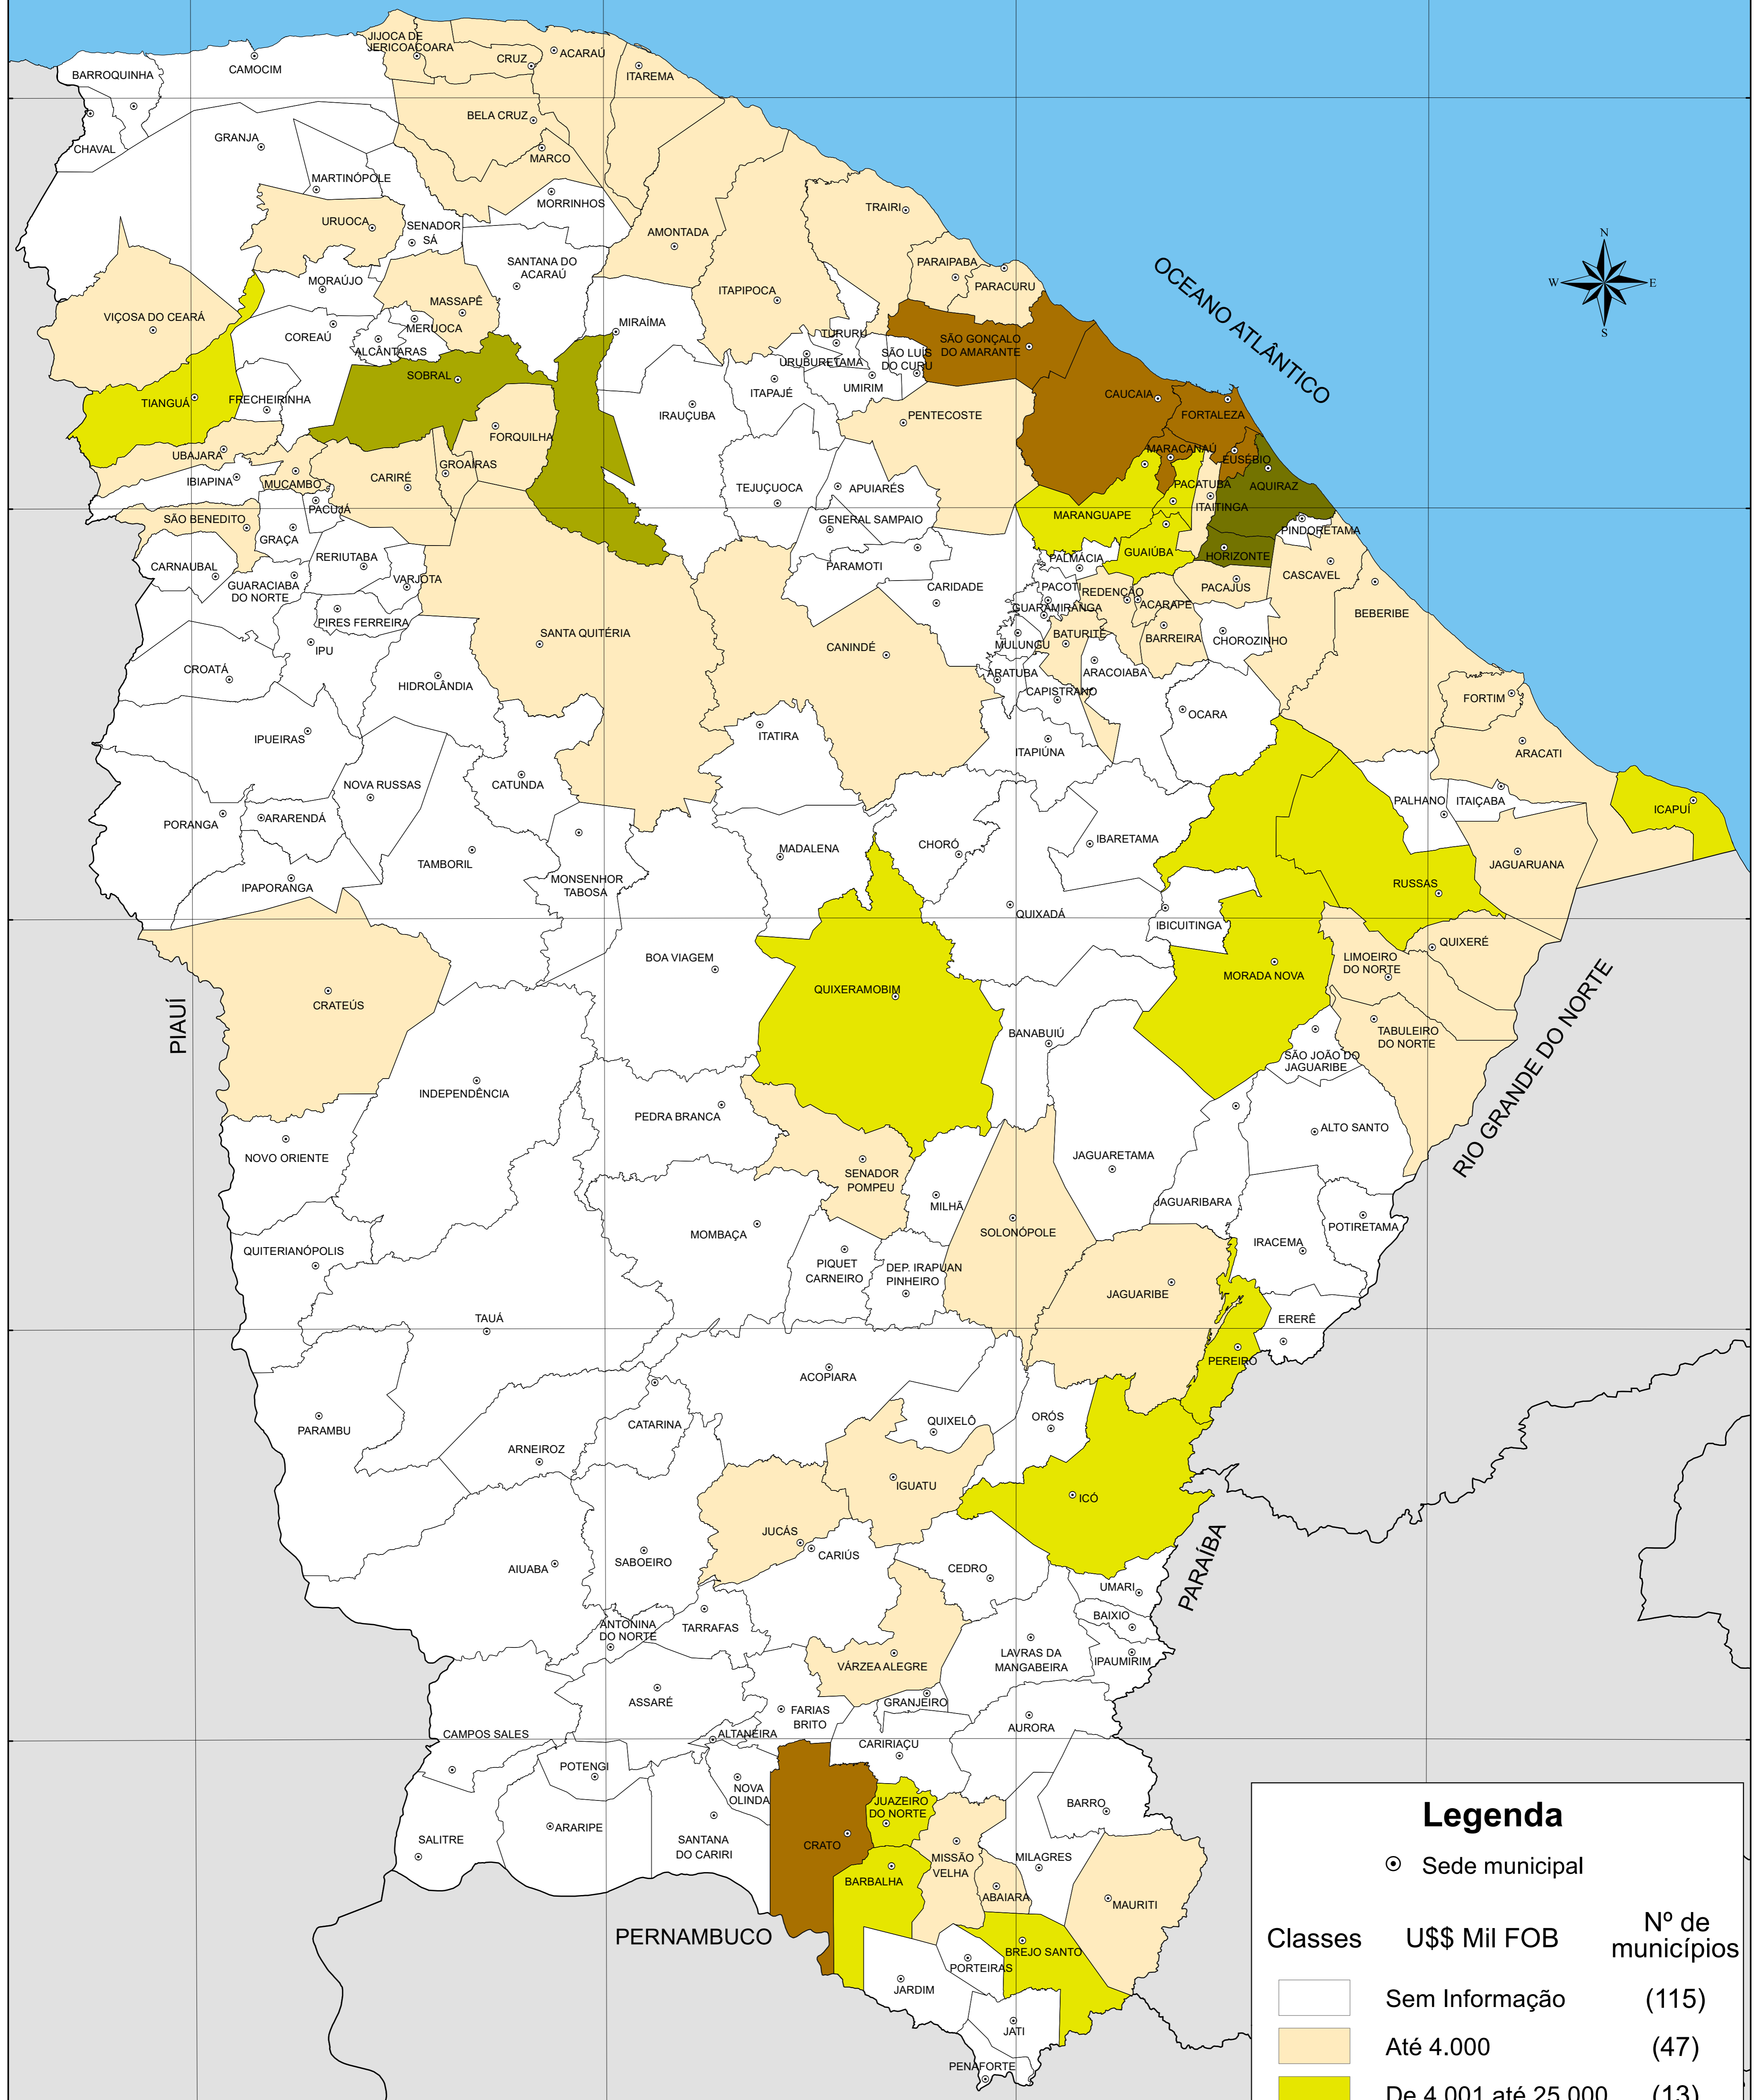 JIJOCA DE
JERICOACOARA
CRUZ
ACARAÚ
ITAREMA
BARROQUINHA
CAMOCIM
BELA CRUZ
CHAVAL
GRANJA
MARCO
MARTINÓPOLE
MORRINHOS
TRAIRI
URUOCA
SENADOR
SÁ
AMONTADA
N
W
E
S
SANTANA DO
ACARAÚ
PARAIPABA
PARACURU
OCEANO ATLÂNTICO
MORAÚJO
ITAPIPOCA
MASSAPÊ
VIÇOSA DO CEARÁ
MIRAÍMA
MERUOCA
COREAÚ
TURURU
SÃO GONÇALO
DO AMARANTE
ALCÂNTARAS
URUBURETAMA
SÃO LUÍS
DO CURU
SOBRAL
UMIRIM
ITAPAJÉ
CAUCAIA
FRECHEIRINHA
TIANGUÁ
IRAUÇUBA
PENTECOSTE
FORTALEZA
FORQUILHA
MARACANAÚ
UBAJARA
EUSÉBIO
GROAÍRAS
IBIAPINA
MUCAMBO
CARIRÉ
TEJUÇUOCA
APUIARÉS
PACATUBA
AQUIRAZ
PACUJÁ
ITAITINGA
SÃO BENEDITO
GENERAL SAMPAIO
MARANGUAPE
PINDORETAMA
GRAÇA
RERIUTABA
PALMÁCIA
GUAIÚBA
HORIZONTE
CARNAUBAL
PARAMOTI
VARJOTA
GUARACIABA
DO NORTE
CARIDADE
PACOTI
REDENÇÃO
PACAJUS
CASCAVEL
GUARAMIRANGA
ACARAPE
BEBERIBE
PIRES FERREIRA
SANTA QUITÉRIA
CANINDÉ
MULUNGU
BATURITÉ
BARREIRA
CHOROZINHO
IPU
CROATÁ
ARATUBA
ARACOIABA
HIDROLÂNDIA
CAPISTRANO
FORTIM
OCARA
IPUEIRAS
ITATIRA
ITAPIÚNA
ARACATI
NOVA RUSSAS
CATUNDA
PALHANO
ITAIÇABA
ICAPUÍ
PORANGA
ARARENDÁ
MADALENA
CHORÓ
IBARETAMA
TAMBORIL
JAGUARUANA
IPAPORANGA
MONSENHOR
TABOSA
RUSSAS
QUIXADÁ
IBICUITINGA
QUIXERÉ
BOA VIAGEM
LIMOEIRO
DO NORTE
MORADA NOVA
QUIXERAMOBIM
CRATEÚS
PIAUÍ
BANABUIÚ
TABULEIRO
DO NORTE
RIO GRANDE DO NORTE
SÃO JOÃO DO
JAGUARIBE
INDEPENDÊNCIA
PEDRA BRANCA
ALTO SANTO
NOVO ORIENTE
JAGUARETAMA
SENADOR
POMPEU
MILHÃ
JAGUARIBARA
POTIRETAMA
MOMBAÇA
SOLONÓPOLE
IRACEMA
QUITERIANÓPOLIS
PIQUET
CARNEIRO
DEP. IRAPUAN
PINHEIRO
JAGUARIBE
TAUÁ
ERERÊ
PEREIRO
ACOPIARA
PARAMBU
CATARINA
QUIXELÔ
ORÓS
ARNEIROZ
IGUATU
ICÓ
JUCÁS
CARIÚS
SABOEIRO
AIUABA
CEDRO
PARAÍBA
UMARI
BAIXIO
ANTONINA
DO NORTE
TARRAFAS
LAVRAS DA
MANGABEIRA
IPAUMIRIM
VÁRZEA ALEGRE
ASSARÉ
GRANJEIRO
FARIAS
BRITO
AURORA
CAMPOS SALES
ALTANEIRA
CARIRIAÇU
POTENGI
NOVA
OLINDA
JUAZEIRO
DO NORTE
BARRO
ARARIPE
SALITRE
SANTANA
DO CARIRI
CRATO
MISSÃO
VELHA
MILAGRES
BARBALHA
ABAIARA
MAURITI
PERNAMBUCO
BREJO SANTO
PORTEIRAS
JARDIM
JATI
PENAFORTE
Legenda
Sede municipal
Classes U$$ Mil FOB Nº de
municípios
Sem Informação (115)
Até 4.000 (47)
De 4.001 até 25.000 (13)